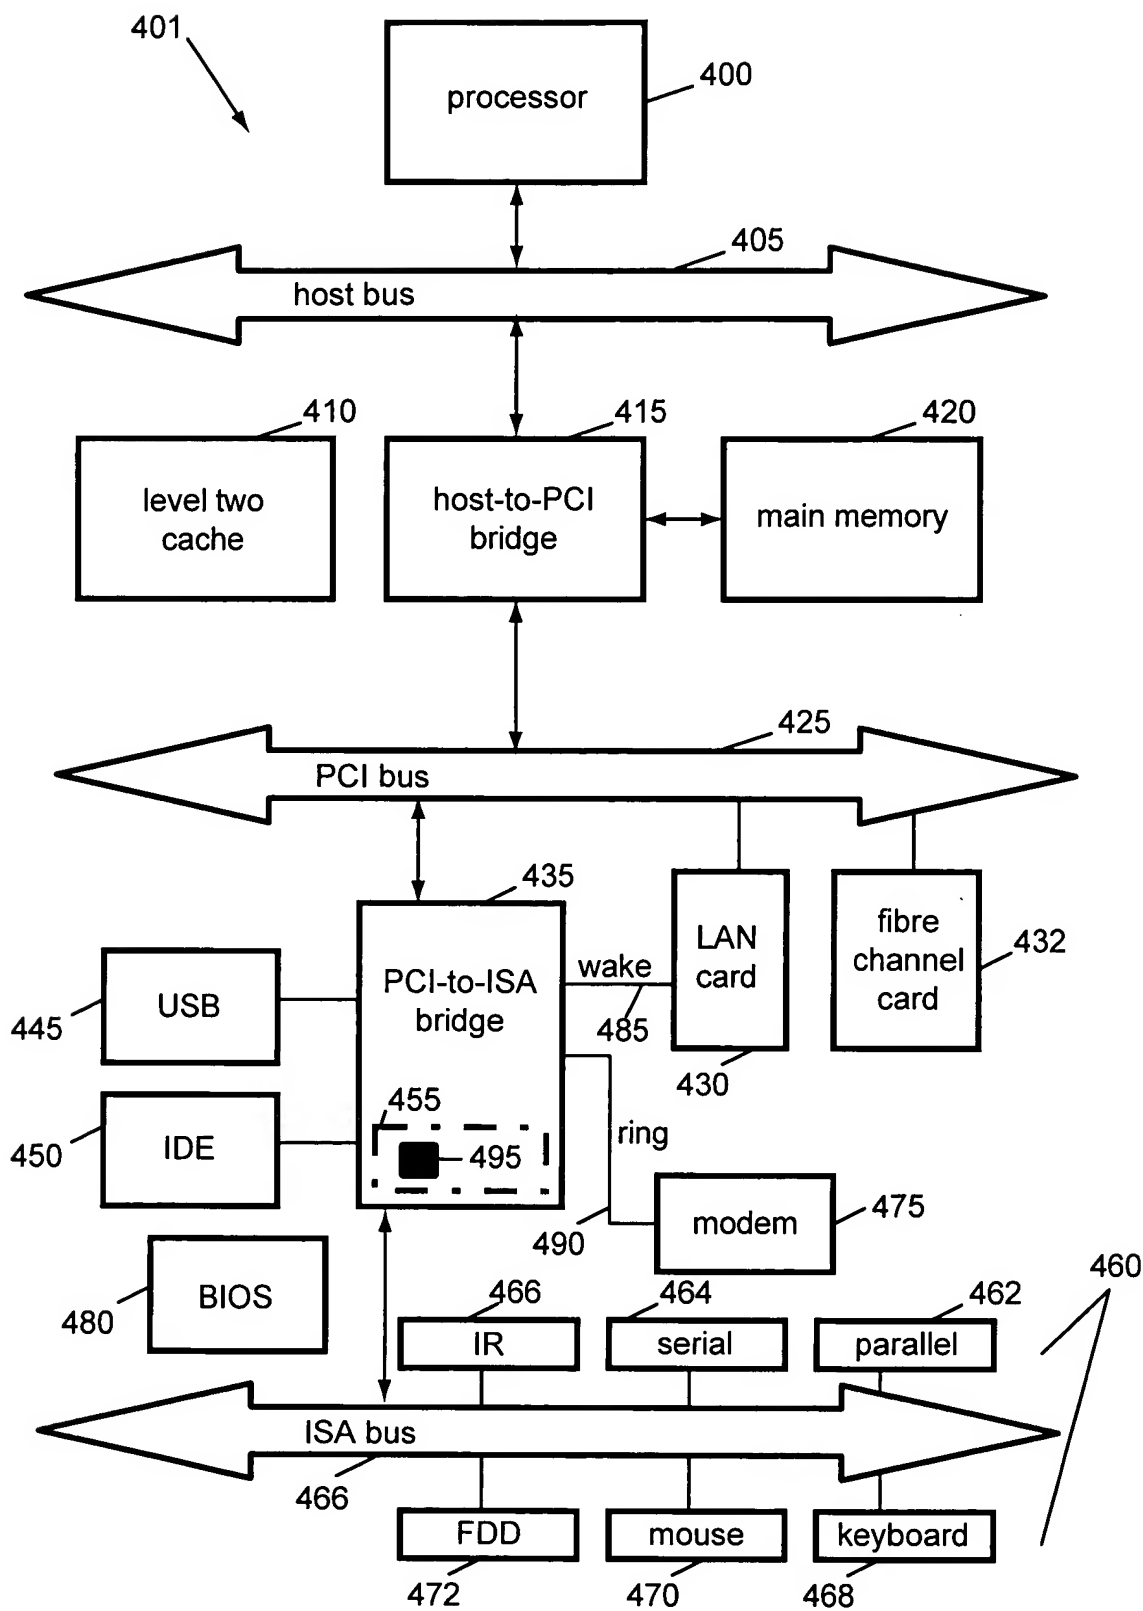 401
processor
400
405
host bus
410
415
420
level two
cache
host-to-PCI
bridge
main memory
425
PCI bus
435
LAN
card
fibre
channel
card
432
wake
PCI-to-ISA
bridge
USB
445
485
430
455
ring
IDE
450
495
modem
475
490
BIOS
480
460
466
464
462
IR
serial
parallel
ISA bus
466
FDD
mouse
keyboard
472
470
468